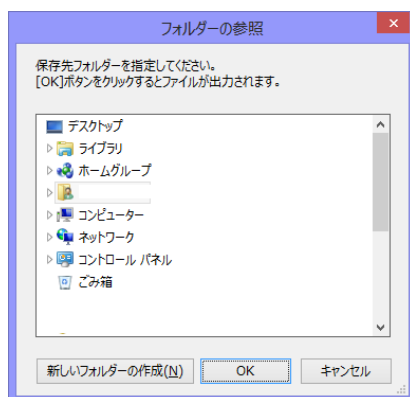 フォルダーの参照
保存先フォルダーを指定してください。
[OK]ボタンをクリックするとファイルが出力されます。
デスクトップ
ライブラリ
ホームグループ
コンピューター
ネットワーク
コントロール パネル
ごみ箱
新しいフォルダーの作成(N)
OK
キャンセル